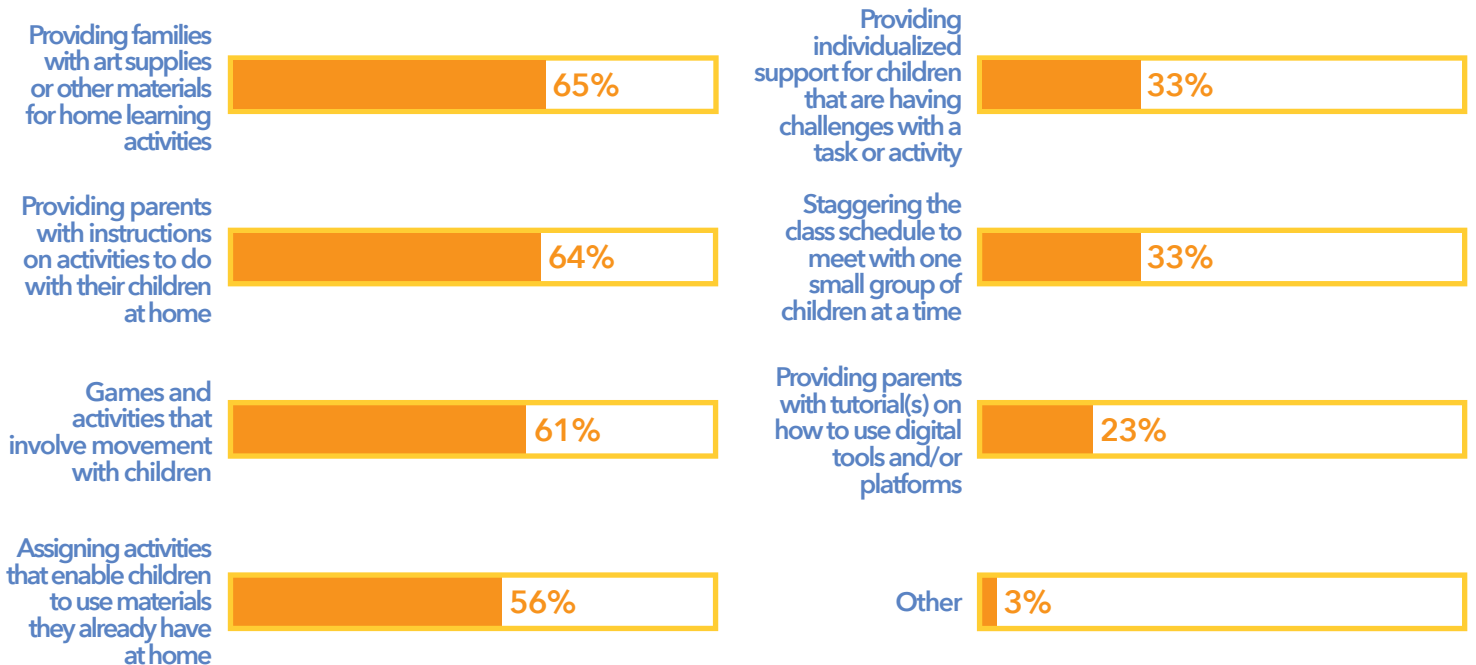 Providing families
with art supplies
or other materials
for home learning
activities
65%
Providing parents
with instructions
on activities to do
with their children
at home
64%
Games and
activities that
involve movement
with children
61%
Assigning activities
that enable children
to use materials
they already have
at home
56%
Providing
individualized
support for children
that are having
challenges with a
task or activity
33%
Staggering the
class schedule to
meet with one
small group of
children at a time
33%
Providing parents
with tutorial(s) on
how to use digital
tools and/or
platforms
23%
Other
3%